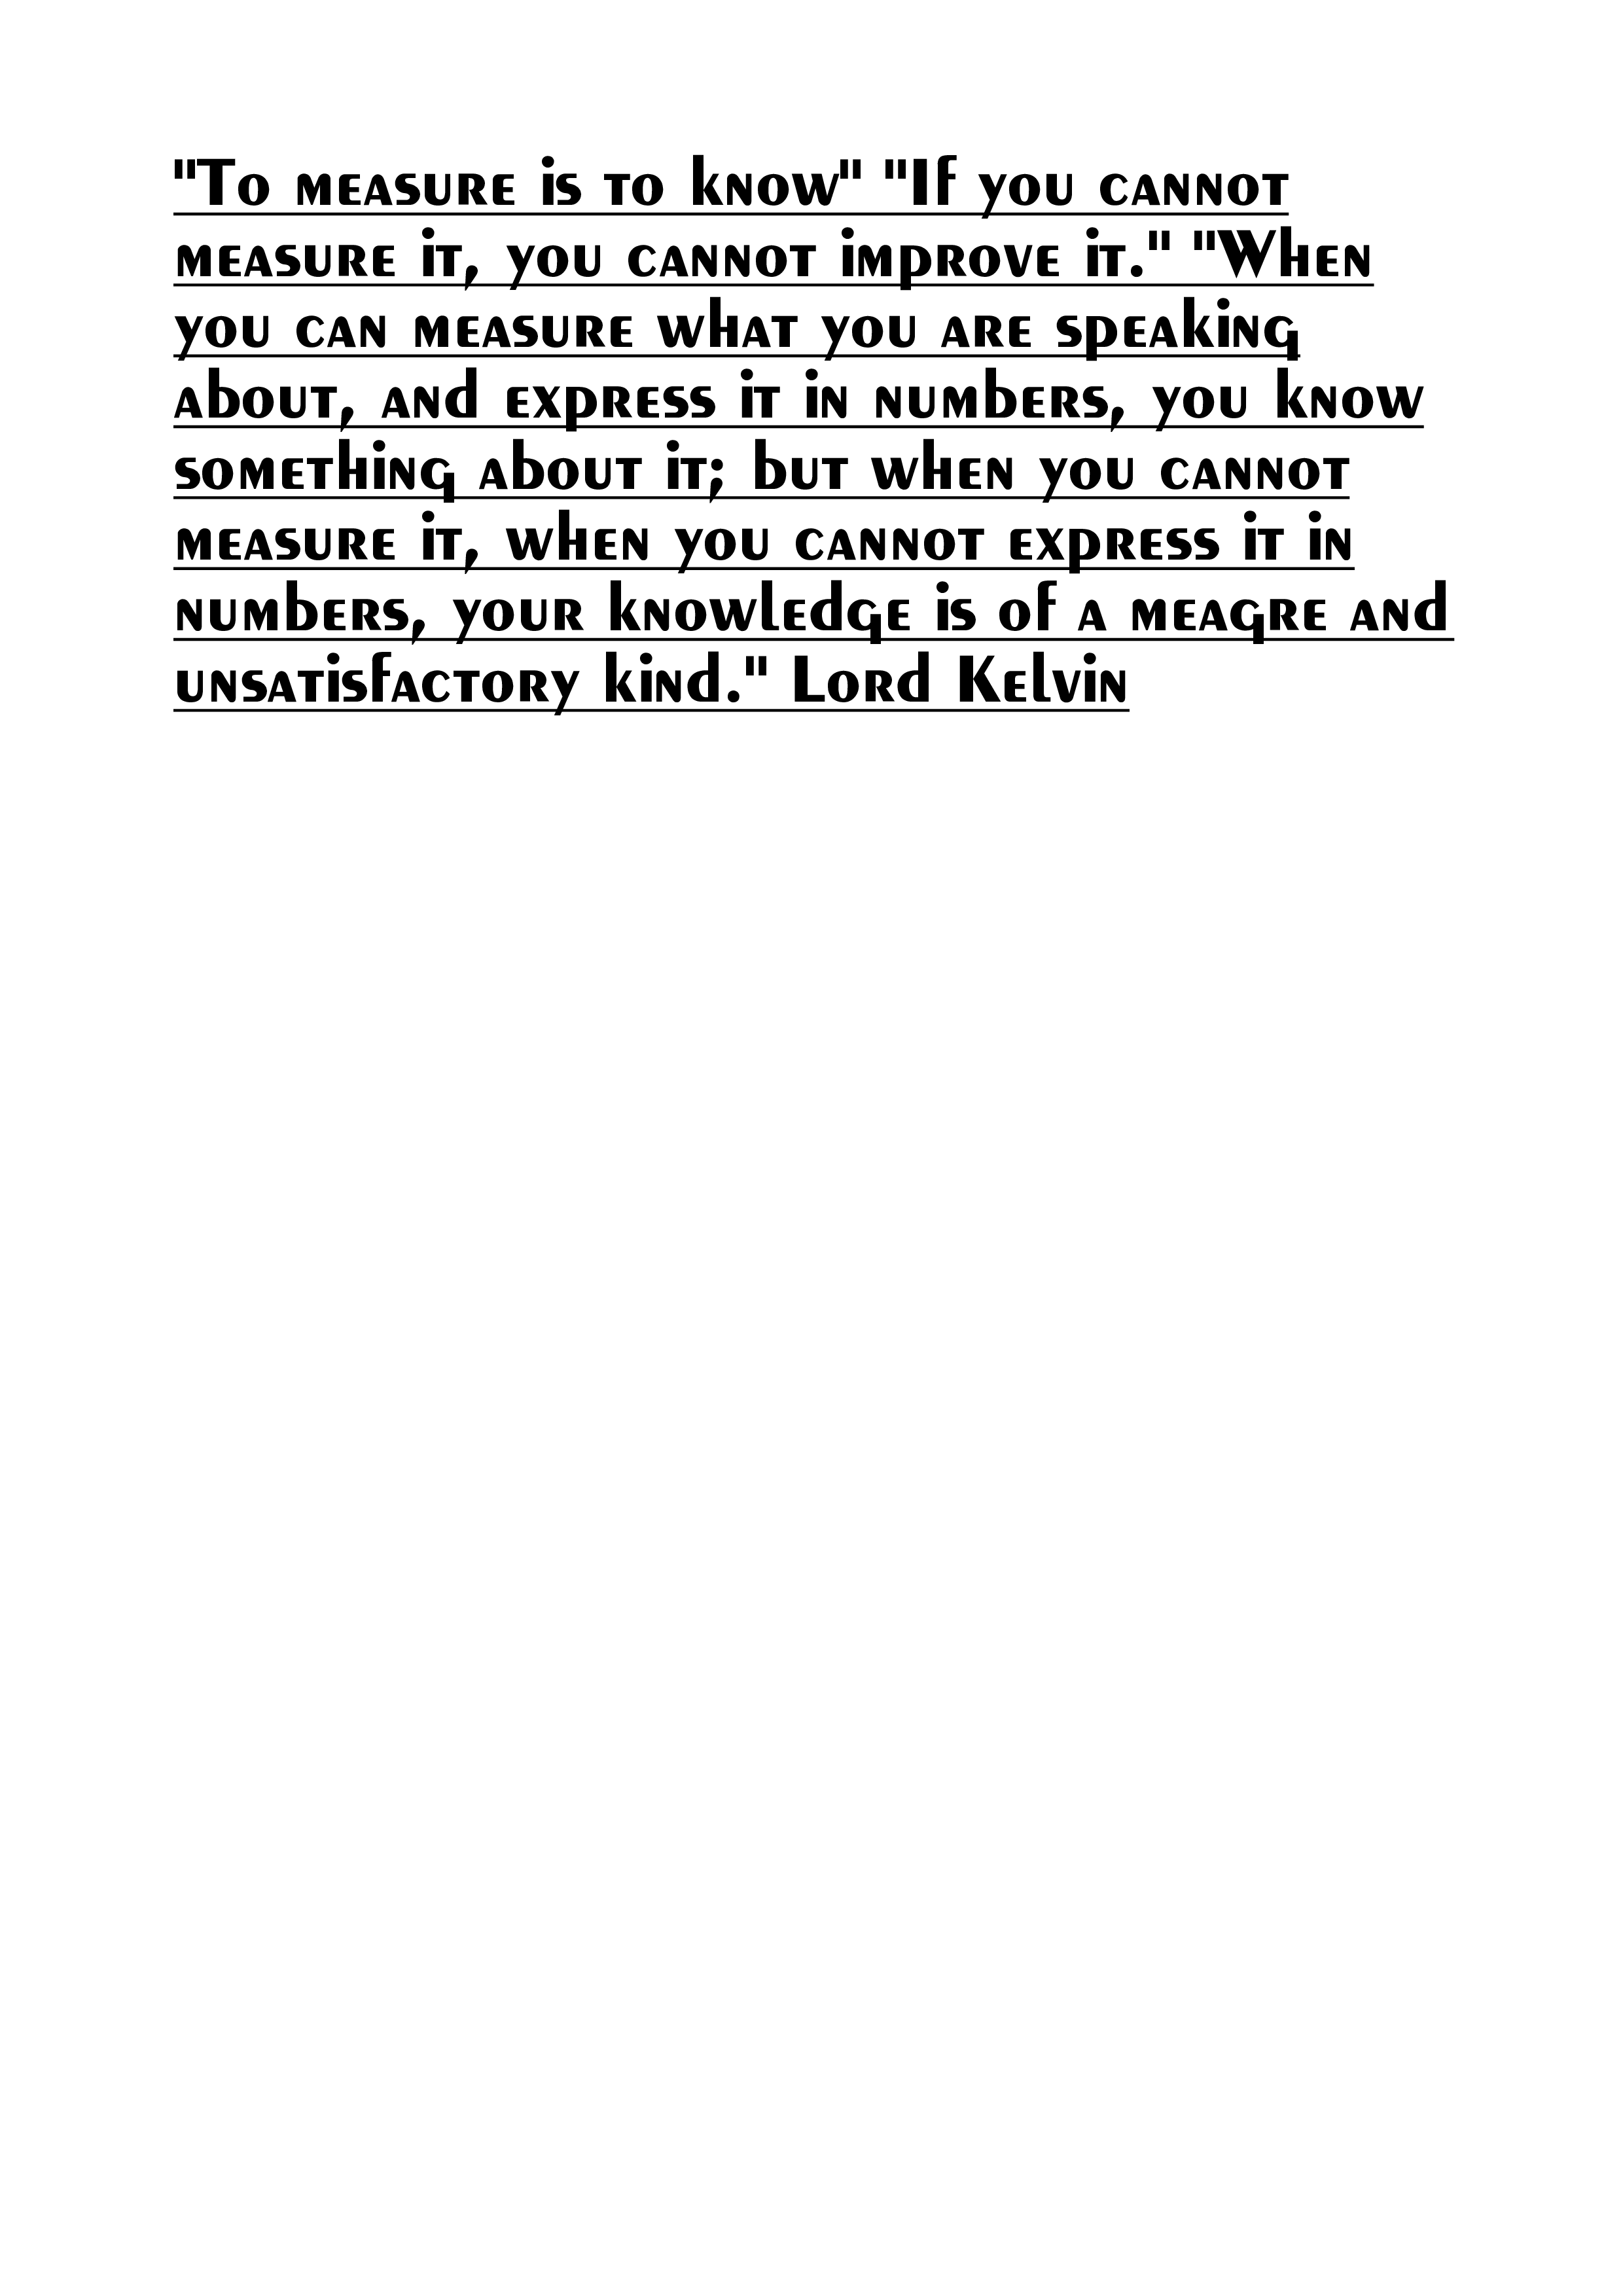 "To measure is to know" "If you cannot
measure it, you cannot improve it." "When
you can measure what you are speaking
about, and express it in numbers, you know
something about it; but when you cannot
measure it, when you cannot express it in
numbers, your knowledge is of a meagre and
unsatisfactory kind." Lord Kelvin